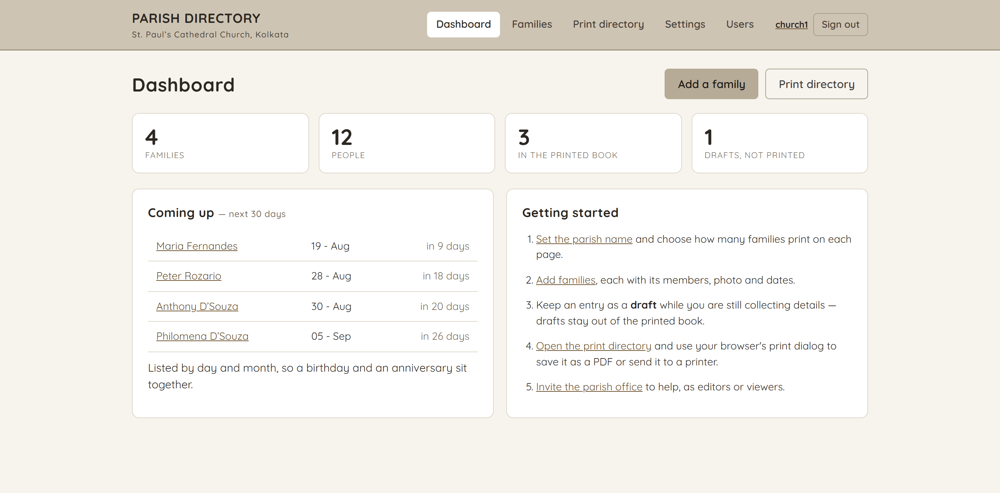 PARISH DIRECTORY
St. Paul’s Cathedral Church, Kolkata
Dashboard Families Print directory Settings Users church1 Sign out
Dashboard
Add a family Print directory
4
FAMILIES
12
PEOPLE
3
IN THE PRINTED BOOK
1
DRAFTS, NOT PRINTED
Coming up — next 30 days
Maria Fernandes 19 - Aug in 9 days
Peter Rozario 28 - Aug in 18 days
Anthony D’Souza 30 - Aug in 20 days
Philomena D’Souza 05 - Sep in 26 days
Listed by day and month, so a birthday and an anniversary sit
together.
Getting started
1. Set the parish name and choose how many families print on each
page.
2. Add families, each with its members, photo and dates.
3. Keep an entry as a draft while you are still collecting details —
drafts stay out of the printed book.
4. Open the print directory and use your browser's print dialog to
save it as a PDF or send it to a printer.
5. Invite the parish office to help, as editors or viewers.